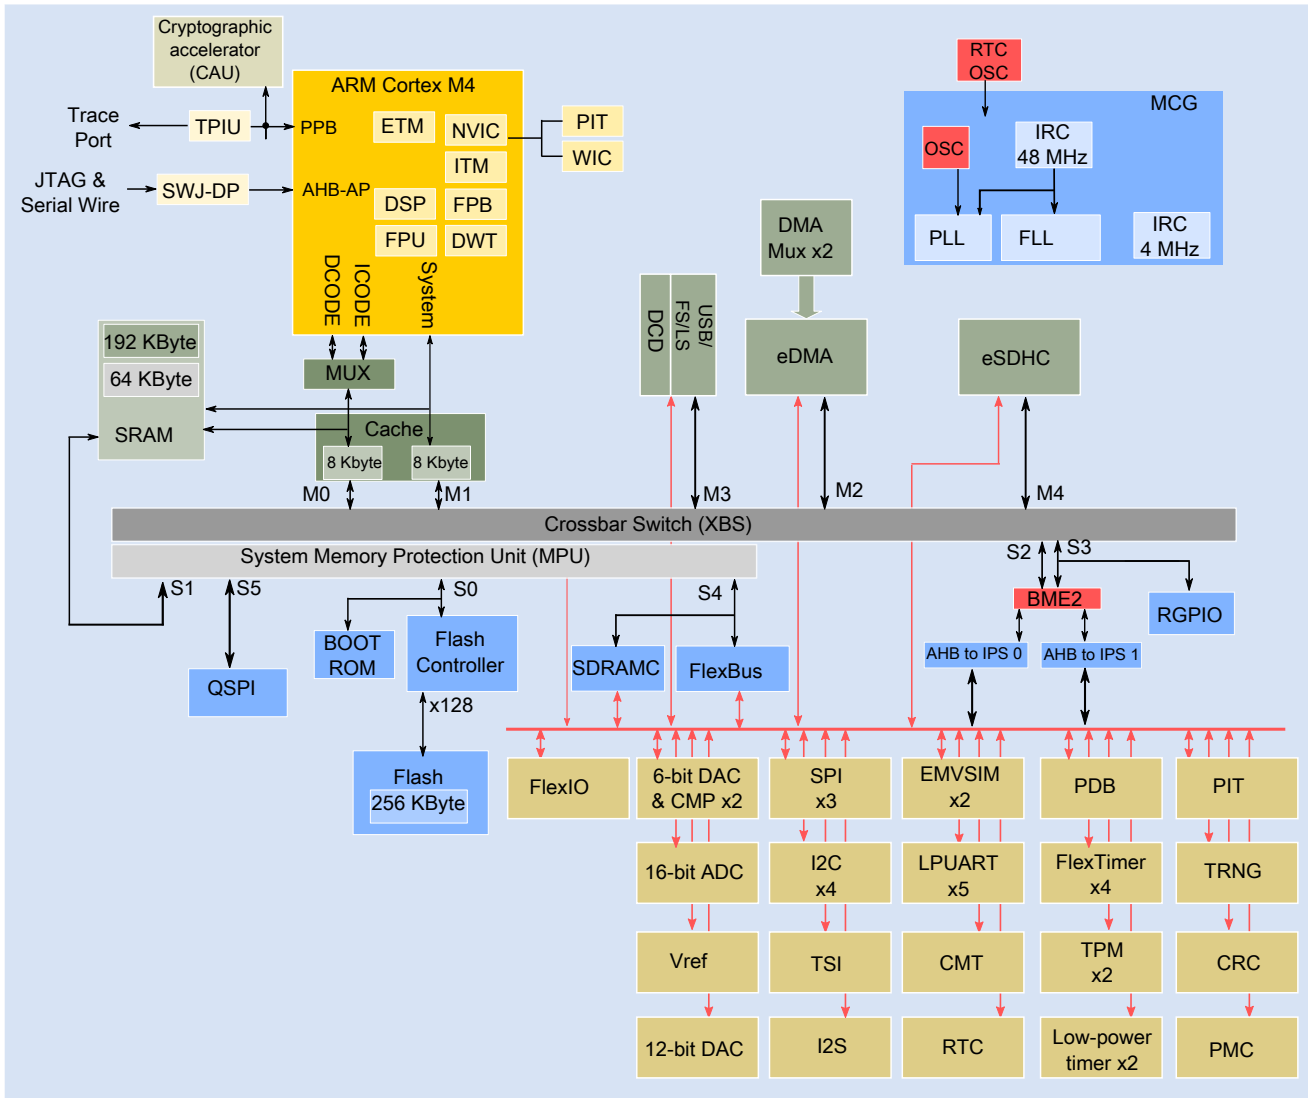 Cryptographic
accelerator
(CAU)
RTC
OSC
ARM Cortex M4
MCG
Trace
Port
TPIU
PPB
ETM
NVIC
PIT
OSC
IRC
48 MHz
WIC
ITM
JTAG &
Serial Wire
SWJ-DP
AHB-AP
DSP
FPB
FPU
DWT
DMA
Mux x2
PLL
FLL
IRC
4 MHz
DCODE
ICODE
System
DCD
USB/
FS/LS
192 KByte
64 KByte
SRAM
MUX
eDMA
eSDHC
Cache
8 Kbyte
8 Kbyte
M0
M1
M3
M2
M4
Crossbar Switch (XBS)
System Memory Protection Unit (MPU)
S2
S3
S1
S5
S0
S4
BME2
RGPIO
BOOT
ROM
Flash
Controller
SDRAMC
FlexBus
AHB to IPS 0
AHB to IPS 1
QSPI
x128
Flash
256 KByte
FlexIO
6-bit DAC
& CMP x2
SPI
x3
EMVSIM
x2
PDB
PIT
16-bit ADC
I2C
x4
LPUART
x5
FlexTimer
x4
TRNG
Vref
TSI
CMT
TPM
x2
CRC
12-bit DAC
I2S
RTC
Low-power
timer x2
PMC